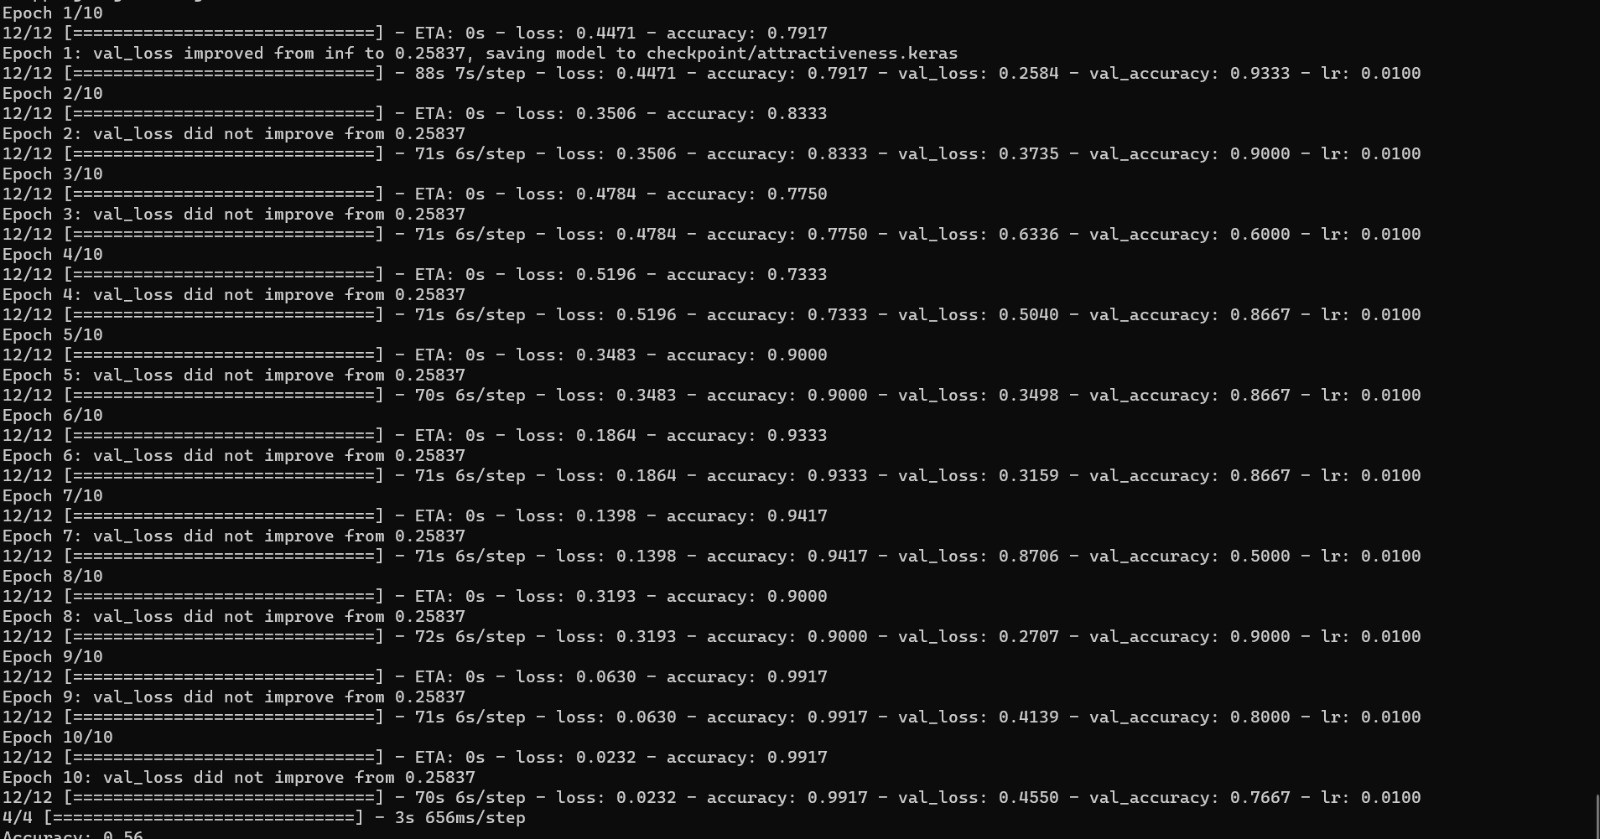 Epoch 1/10
12/12 [==============================] - ETA: 0s - loss: 0.4471 - accuracy: 0.7917
Epoch 1: val_loss improved from inf to 0.25837, saving model to checkpoint/attractiveness.keras
12/12 [==============================] - 88s 7s/step - loss: 0.4471 - accuracy: 0.7917 - val_loss: 0.2584 - val_accuracy: 0.9333 - lr: 0.0100
Epoch 2/10
12/12 [==============================] - ETA: 0s - loss: 0.3506 - accuracy: 0.8333
Epoch 2: val_loss did not improve from 0.25837
12/12 [==============================] - 71s 6s/step - loss: 0.3506 - accuracy: 0.8333 - val_loss: 0.3735 - val_accuracy: 0.9000 - lr: 0.0100
Epoch 3/10
12/12 [==============================] - ETA: 0s - loss: 0.4784 - accuracy: 0.7750
Epoch 3: val_loss did not improve from 0.25837
12/12 [==============================] - 71s 6s/step - loss: 0.4784 - accuracy: 0.7750 - val_loss: 0.6336 - val_accuracy: 0.6000 - lr: 0.0100
Epoch 4/10
12/12 [==============================] - ETA: 0s - loss: 0.5196 - accuracy: 0.7333
Epoch 4: val_loss did not improve from 0.25837
12/12 [==============================] - 71s 6s/step - loss: 0.5196 - accuracy: 0.7333 - val_loss: 0.5040 - val_accuracy: 0.8667 - lr: 0.0100
Epoch 5/10
12/12 [==============================] - ETA: 0s - loss: 0.3483 - accuracy: 0.9000
Epoch 5: val_loss did not improve from 0.25837
12/12 [==============================] - 70s 6s/step - loss: 0.3483 - accuracy: 0.9000 - val_loss: 0.3498 - val_accuracy: 0.8667 - lr: 0.0100
Epoch 6/10
12/12 [==============================] - ETA: 0s - loss: 0.1864 - accuracy: 0.9333
Epoch 6: val_loss did not improve from 0.25837
12/12 [==============================] - 71s 6s/step - loss: 0.1864 - accuracy: 0.9333 - val_loss: 0.3159 - val_accuracy: 0.8667 - lr: 0.0100
Epoch 7/10
12/12 [==============================] - ETA: 0s - loss: 0.1398 - accuracy: 0.9417
Epoch 7: val_loss did not improve from 0.25837
12/12 [==============================] - 71s 6s/step - loss: 0.1398 - accuracy: 0.9417 - val_loss: 0.8706 - val_accuracy: 0.5000 - lr: 0.0100
Epoch 8/10
12/12 [==============================] - ETA: 0s - loss: 0.3193 - accuracy: 0.9000
Epoch 8: val_loss did not improve from 0.25837
12/12 [==============================] - 72s 6s/step - loss: 0.3193 - accuracy: 0.9000 - val_loss: 0.2707 - val_accuracy: 0.9000 - lr: 0.0100
Epoch 9/10
12/12 [==============================] - ETA: 0s - loss: 0.0630 - accuracy: 0.9917
Epoch 9: val_loss did not improve from 0.25837
12/12 [==============================] - 71s 6s/step - loss: 0.0630 - accuracy: 0.9917 - val_loss: 0.4139 - val_accuracy: 0.8000 - lr: 0.0100
Epoch 10/10
12/12 [==============================] - ETA: 0s - loss: 0.0232 - accuracy: 0.9917
Epoch 10: val_loss did not improve from 0.25837
12/12 [==============================] - 70s 6s/step - loss: 0.0232 - accuracy: 0.9917 - val_loss: 0.4550 - val_accuracy: 0.7667 - lr: 0.0100
4/4 [==============================] - 3s 656ms/step
Accuracy: 0.56